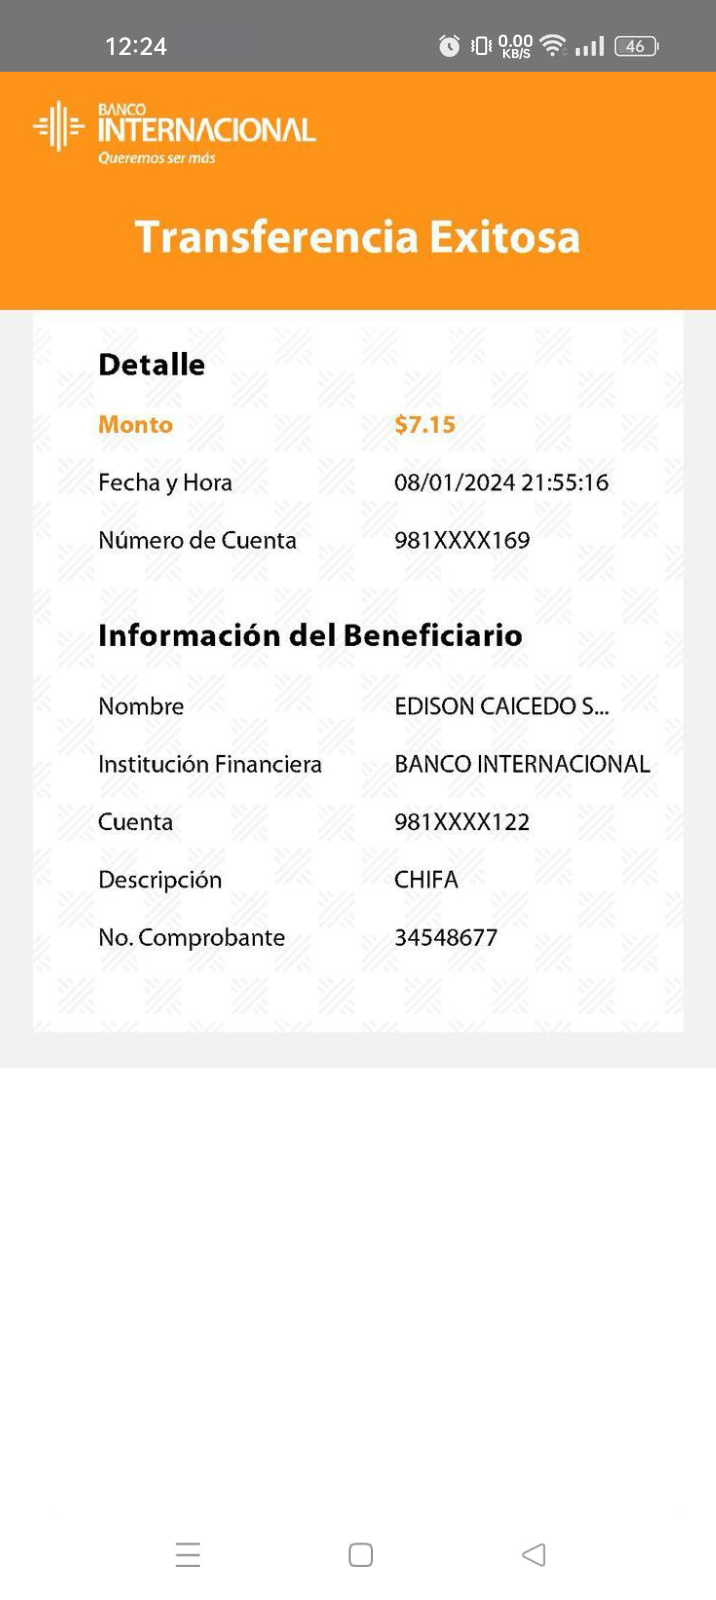 12:24
0.00
KB/S
46
BANCO
INTERNACIONAL
Queremos ser más
Transferencia Exitosa
Detalle
Monto $7.15
Fecha y Hora 08/01/2024 21:55:16
Número de Cuenta 981XXXX169
Información del Beneficiario
Nombre EDISON CAICEDO S...
Institución Financiera BANCO INTERNACIONAL
Cuenta 981XXXX122
Descripción CHIFA
No. Comprobante 34548677